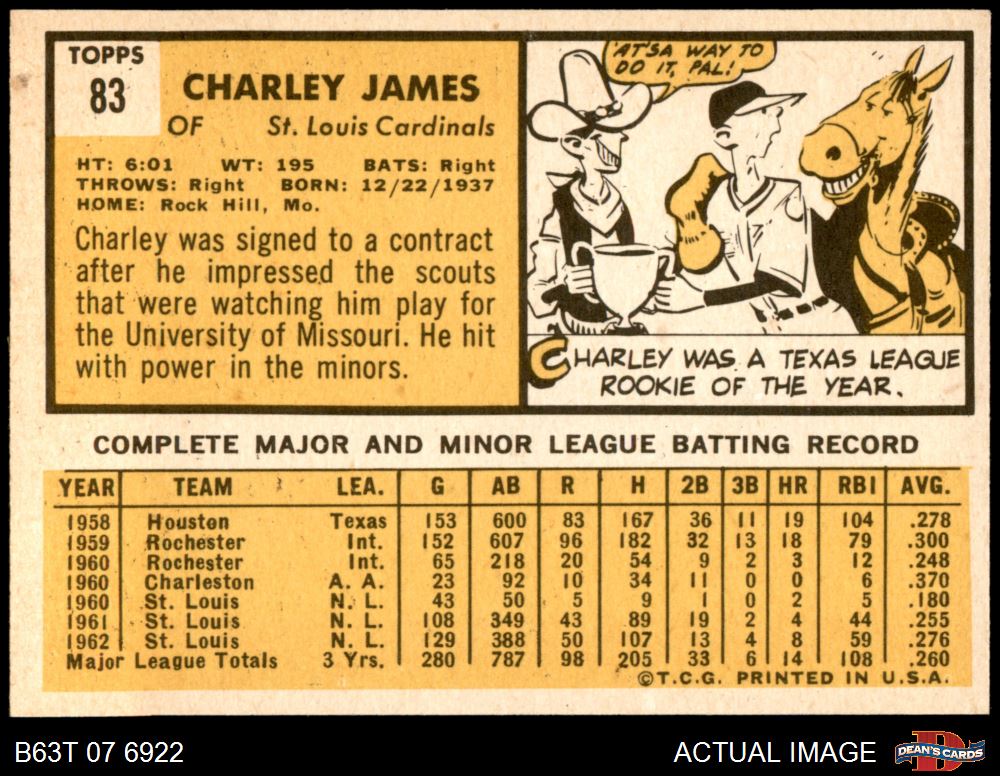 TOPPS
83
CHARLEY JAMES
OF St. Louis Cardinals
HT: 6:01 WT: 195 BATS: Right
THROWS: Right BORN: 12/22/1937
HOME: Rock Hill, Mo.
Charley was signed to a contract
after he impressed the scouts
that were watching him play for
the University of Missouri. He hit
with power in the minors.
'AT'SA WAY TO
DO IT, PAL!
CHARLEY WAS A TEXAS LEAGUE
ROOKIE OF THE YEAR.
COMPLETE MAJOR AND MINOR LEAGUE BATTING RECORD
YEAR TEAM LEA. G AB R H 2B 3B HR RBI AVG.
1958 Houston Texas 153 600 83 167 36 11 19 104 .278
1959 Rochester Int. 152 607 96 182 32 13 18 79 .300
1960 Rochester Int. 65 218 20 54 9 2 3 12 .248
1960 Charleston A. A. 23 92 10 34 11 0 0 6 .370
1960 St. Louis N. L. 43 50 5 9 1 0 2 5 .180
1961 St. Louis N. L. 108 349 43 89 19 2 4 44 .255
1962 St. Louis N. L. 129 388 50 107 13 4 8 59 .276
Major League Totals 3 Yrs. 280 787 98 205 33 6 14 108 .260
©T.C.G. PRINTED IN U.S.A.
B63T 07 6922
ACTUAL IMAGE
D
DEAN'S CARDS